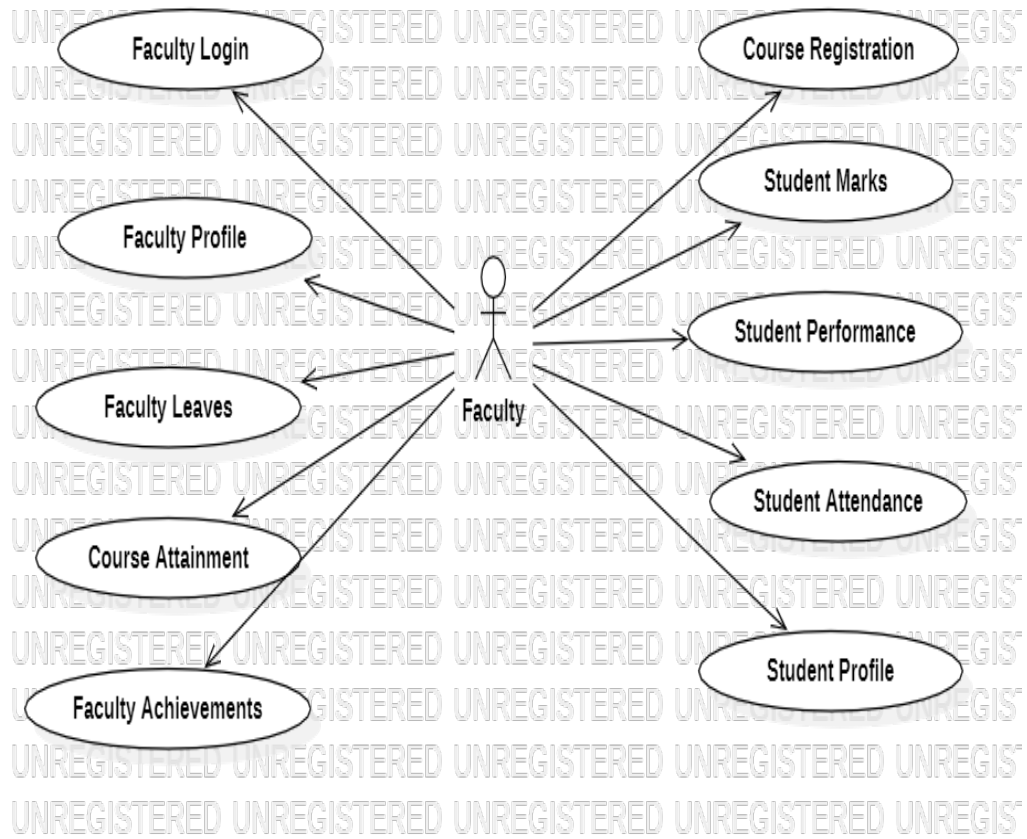 UNREGISTERED
Faculty Login
Course Registration
Student Marks
Faculty Profile
Student Performance
Faculty Leaves
Faculty
Student Attendance
Course Attainment
Student Profile
Faculty Achievements